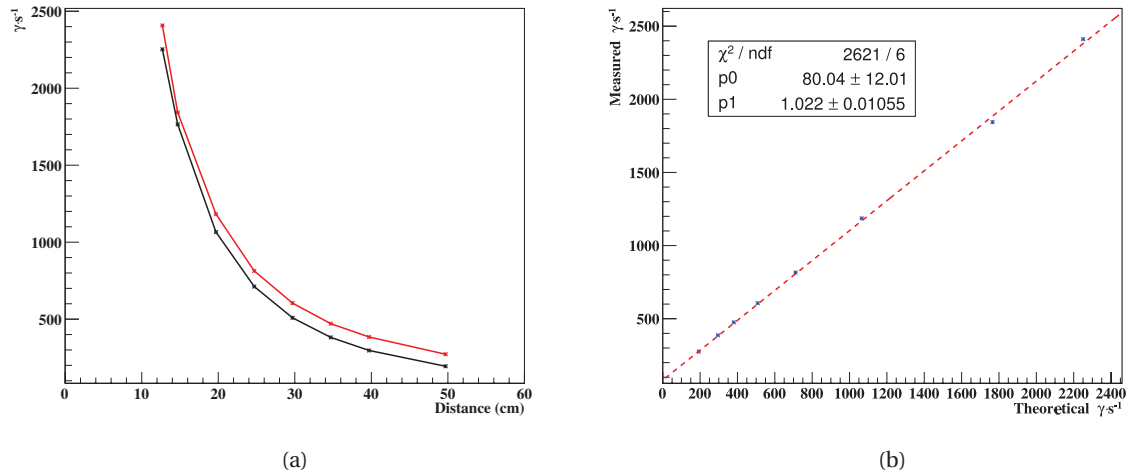 γ·s⁻¹
2500
2000
1500
1000
500
0 10 20 30 40 50 60
Distance (cm)
(a)
Measured γ·s⁻¹
2500
2000
1500
1000
500
χ² / ndf 2621 / 6
p0 80.04 ± 12.01
p1 1.022 ± 0.01055
0 200 400 600 800 1000 1200 1400 1600 1800 2000 2200 2400
Theoretical γ·s⁻¹
(b)